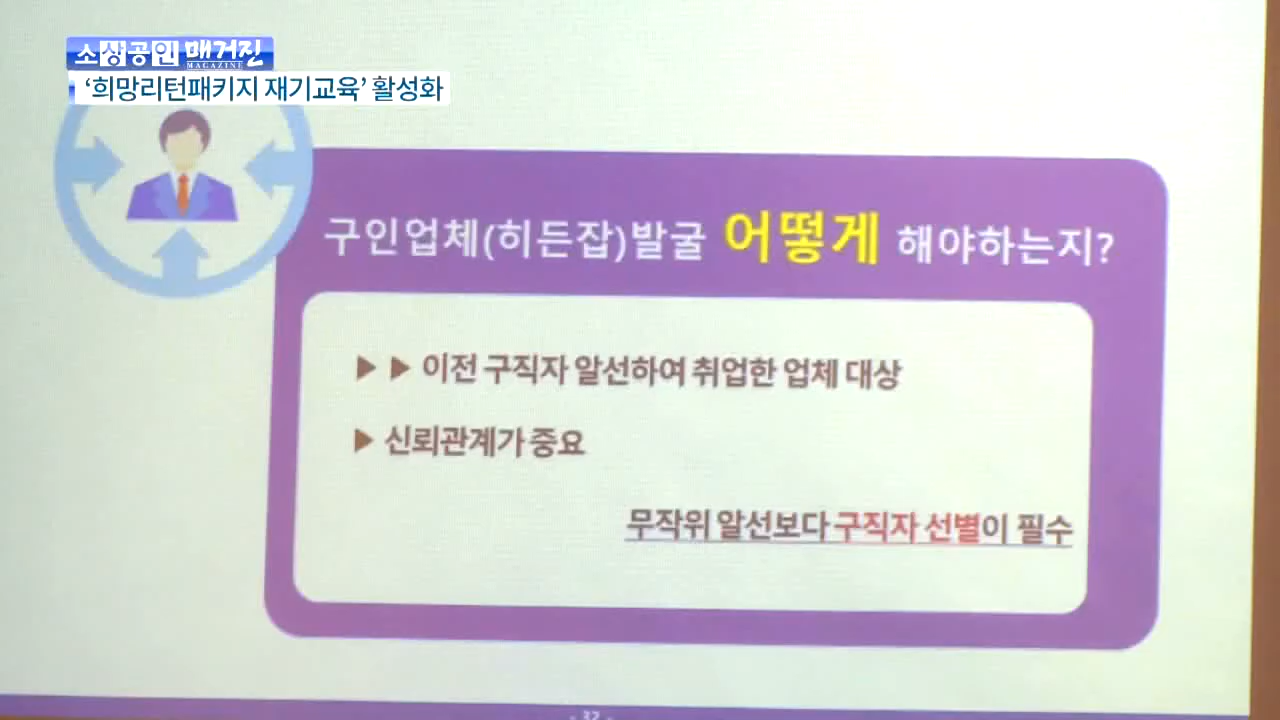 소상공인 매거진
MAGAZINE
‘희망리턴패키지 재기교육’ 활성화
구인업체(히든잡)발굴 어떻게 해야하는지?
▶ ▶ 이전 구직자 알선하여 취업한 업체 대상
▶ 신뢰관계가 중요
무작위 알선보다 구직자 선별이 필수
- 32 -